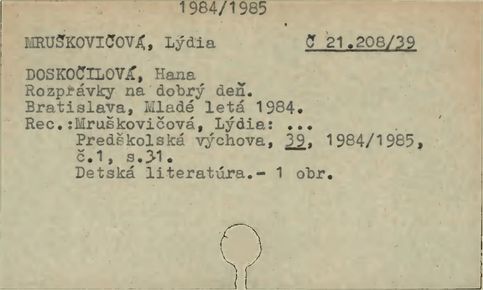 1984/1985
MRUŠKOVIČOVÁ, Lýdia Č 21.208/39
DOSKOČILOVÁ, Hana
Rozprávky na dobrý deň.
Bratislava, Mladé letá 1984.
Rec.:Mruškovičová, Lýdia: ...
Predškolská výchova, 39, 1984/1985,
č.1, s.31.
Detská literatúra.- 1 obr.